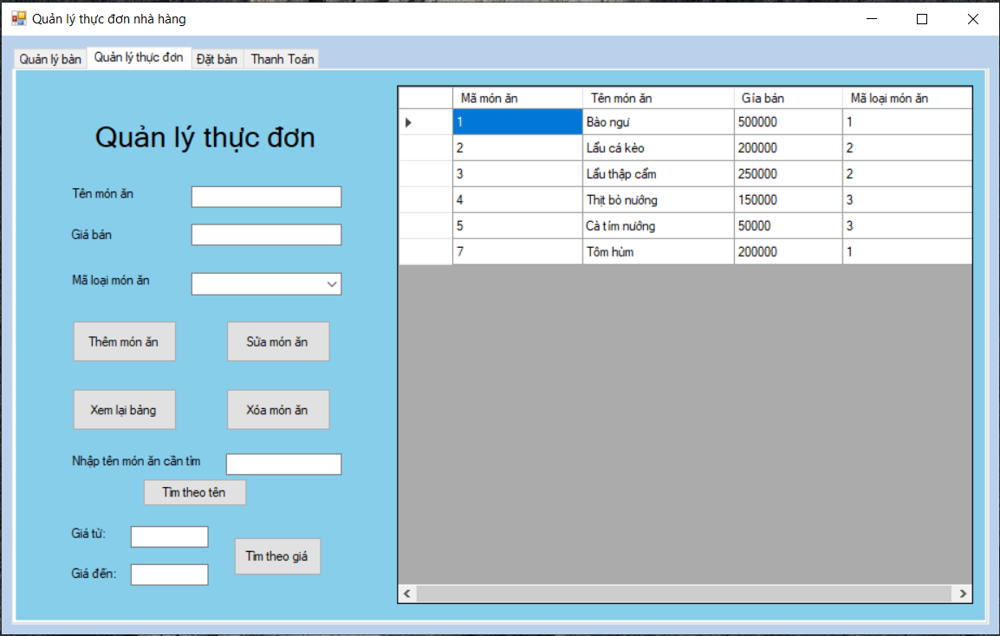 Quản lý thực đơn nhà hàng
Quản lý bàn Quản lý thực đơn Đặt bàn Thanh Toán
Quản lý thực đơn
Tên món ăn
Giá bán
Mã loại món ăn
Thêm món ăn Sửa món ăn
Xem lại bảng Xóa món ăn
Nhập tên món ăn cần tìm
Tìm theo tên
Giá từ:
Tìm theo giá
Giá đến:
Mã món ăn Tên món ăn Gía bán Mã loại món ăn
1 Bào ngư 500000 1
2 Lẩu cá kèo 200000 2
3 Lẩu thập cẩm 250000 2
4 Thịt bò nướng 150000 3
5 Cà tím nướng 50000 3
7 Tôm hùm 200000 1